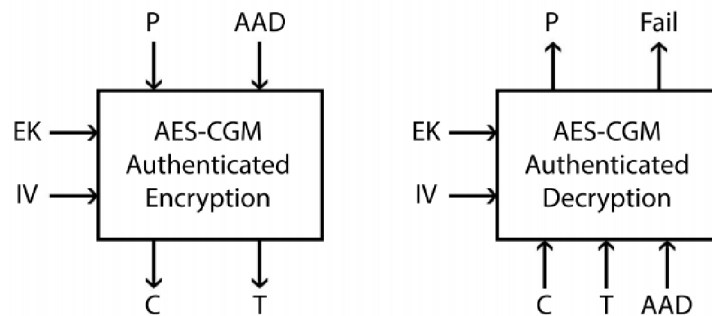 P AAD
EK
IV
AES-CGM
Authenticated
Encryption
C T
P Fail
EK
IV
AES-CGM
Authenticated
Decryption
C T AAD